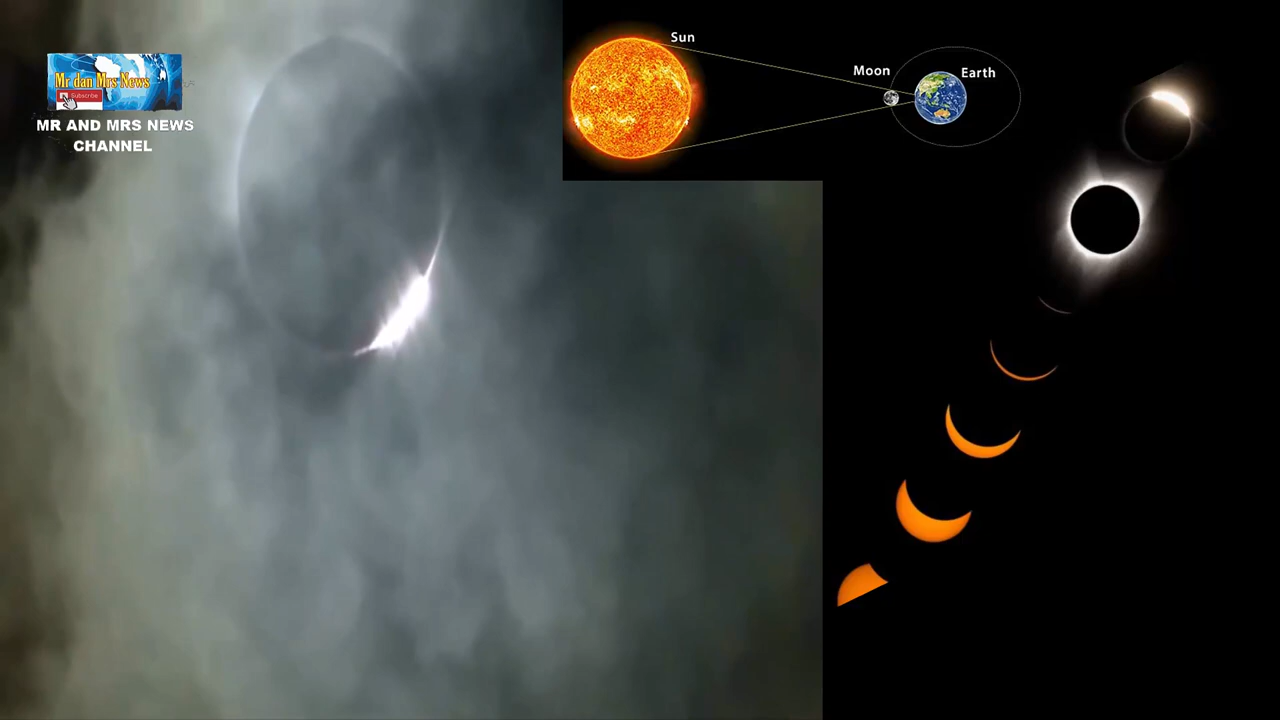 Mr dan Mrs News
Subscribe
MR AND MRS NEWS
CHANNEL
Sun
Moon
Earth